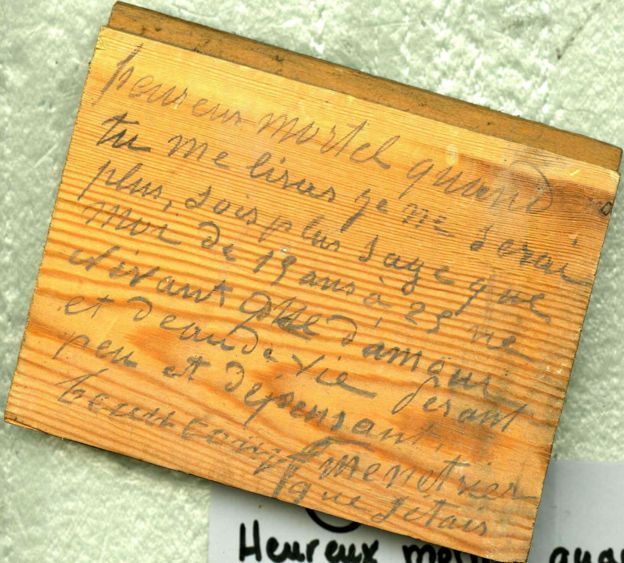 heureux mortel quand
tu me liras je ne serai
plus, sois plus sage que
moi de 19 ans à 25 ne
vivant que d'amour
et d'eau de vie fesant
peu et depensant
beaucoup menetrier
que j'etais
Heureux